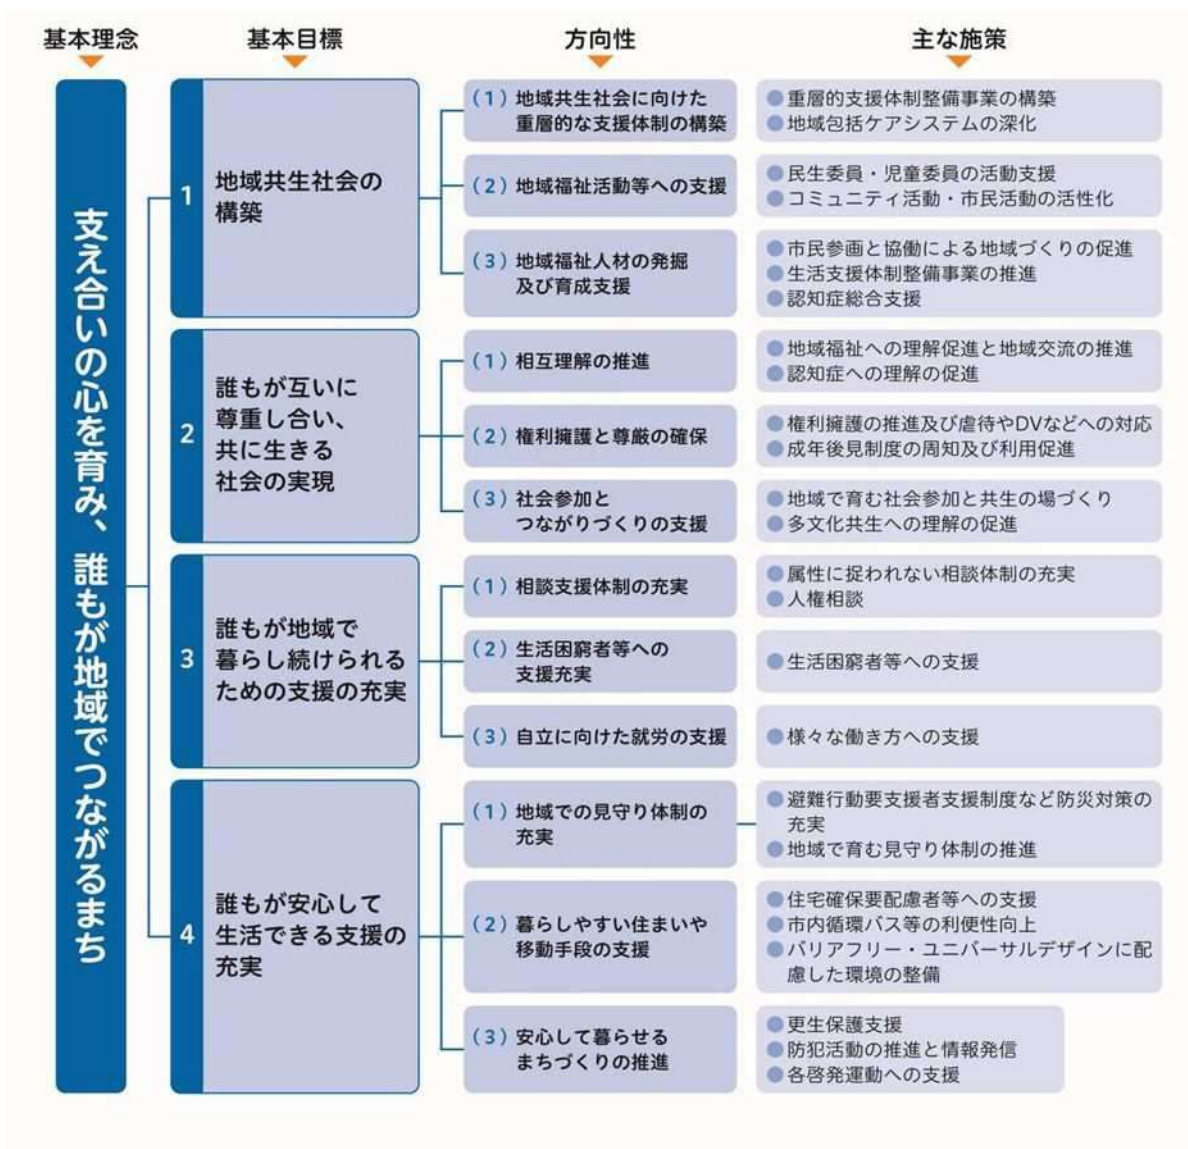 基本理念
基本目標
方向性
主な施策
支え合いの心を育み、誰もが地域でつながるまち
1
地域共生社会の
構築
(1)地域共生社会に向けた
重層的な支援体制の構築
●重層的支援体制整備事業の構築
●地域包括ケアシステムの深化
(2)地域福祉活動等への支援
●民生委員・児童委員の活動支援
●コミュニティ活動・市民活動の活性化
(3)地域福祉人材の発掘
及び育成支援
●市民参画と協働による地域づくりの促進
●生活支援体制整備事業の推進
●認知症総合支援
2
誰もが互いに
尊重し合い、
共に生きる
社会の実現
(1)相互理解の推進
●地域福祉への理解促進と地域交流の推進
●認知症への理解の促進
(2)権利擁護と尊厳の確保
●権利擁護の推進及び虐待やDVなどへの対応
●成年後見制度の周知及び利用促進
(3)社会参加と
つながりづくりの支援
●地域で育む社会参加と共生の場づくり
●多文化共生への理解の促進
3
誰もが地域で
暮らし続けられる
ための支援の充実
(1)相談支援体制の充実
●属性に捉われない相談体制の充実
●人権相談
(2)生活困窮者等への
支援充実
●生活困窮者等への支援
(3)自立に向けた就労の支援
●様々な働き方への支援
4
誰もが安心して
生活できる支援の
充実
(1)地域での見守り体制の
充実
●避難行動要支援者支援制度など防災対策の
充実
●地域で育む見守り体制の推進
(2)暮らしやすい住まいや
移動手段の支援
●住宅確保要配慮者等への支援
●市内循環バス等の利便性向上
●バリアフリー・ユニバーサルデザインに配
慮した環境の整備
(3)安心して暮らせる
まちづくりの推進
●更生保護支援
●防犯活動の推進と情報発信
●各啓発運動への支援